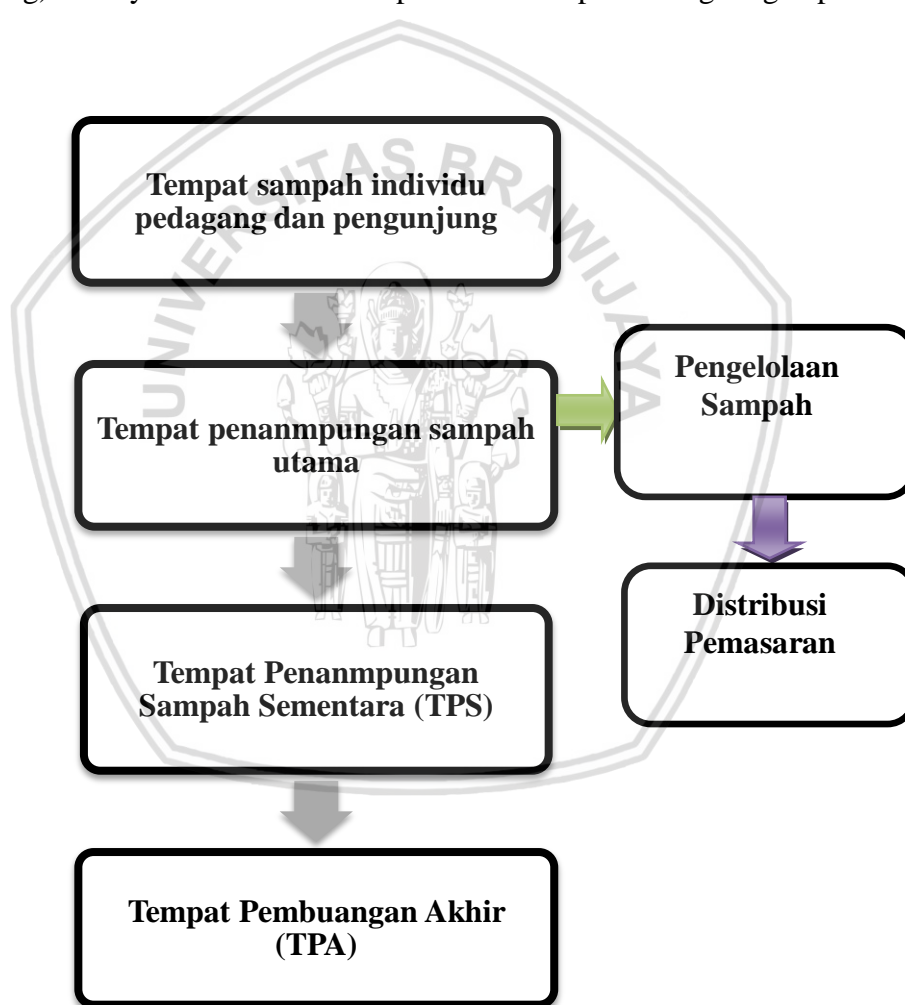 Tempat sampah individu
pedagang dan pengunjung
Tempat penanmpungan sampah
utama
Pengelolaan
Sampah
Tempat Penanmpungan
Sampah Sementara (TPS)
Distribusi
Pemasaran
Tempat Pembuangan Akhir
(TPA)
UNIVERSITAS BRAWIJAYA